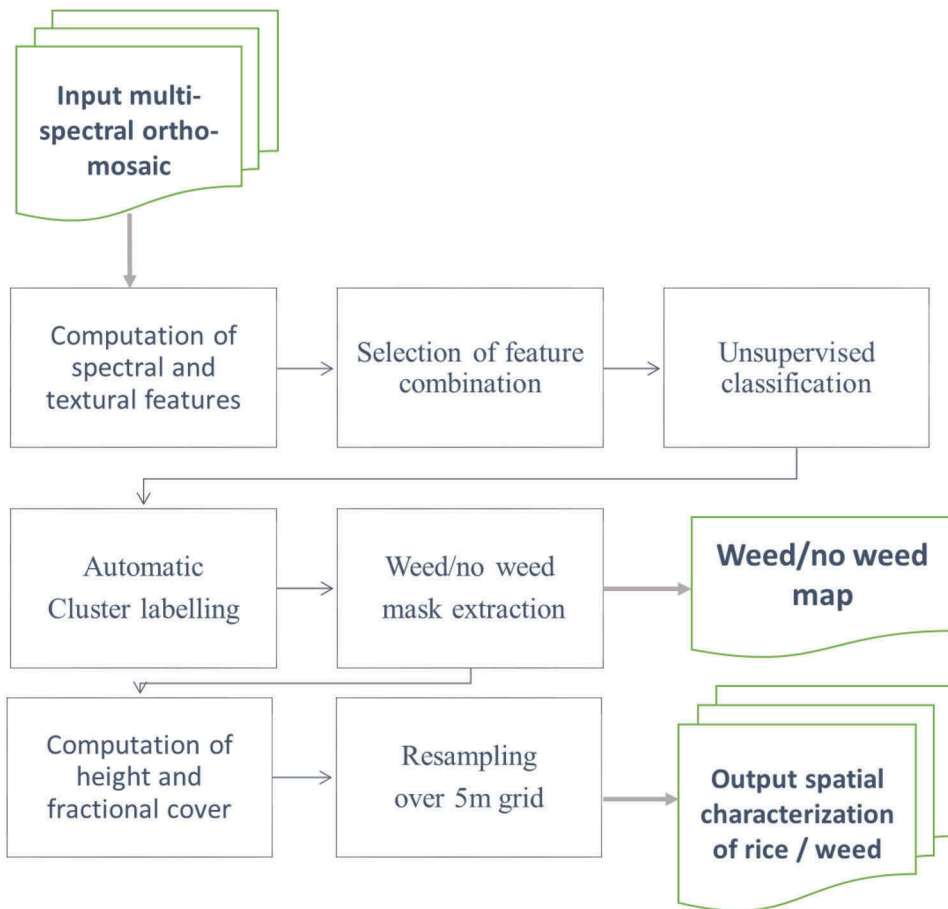 Input multi-
spectral ortho-
mosaic
Computation of
spectral and
textural features
Selection of feature
combination
Unsupervised
classification
Automatic
Cluster labelling
Weed/no weed
mask extraction
Weed/no weed
map
Computation of
height and
fractional cover
Resampling
over 5m grid
Output spatial
characterization
of rice / weed